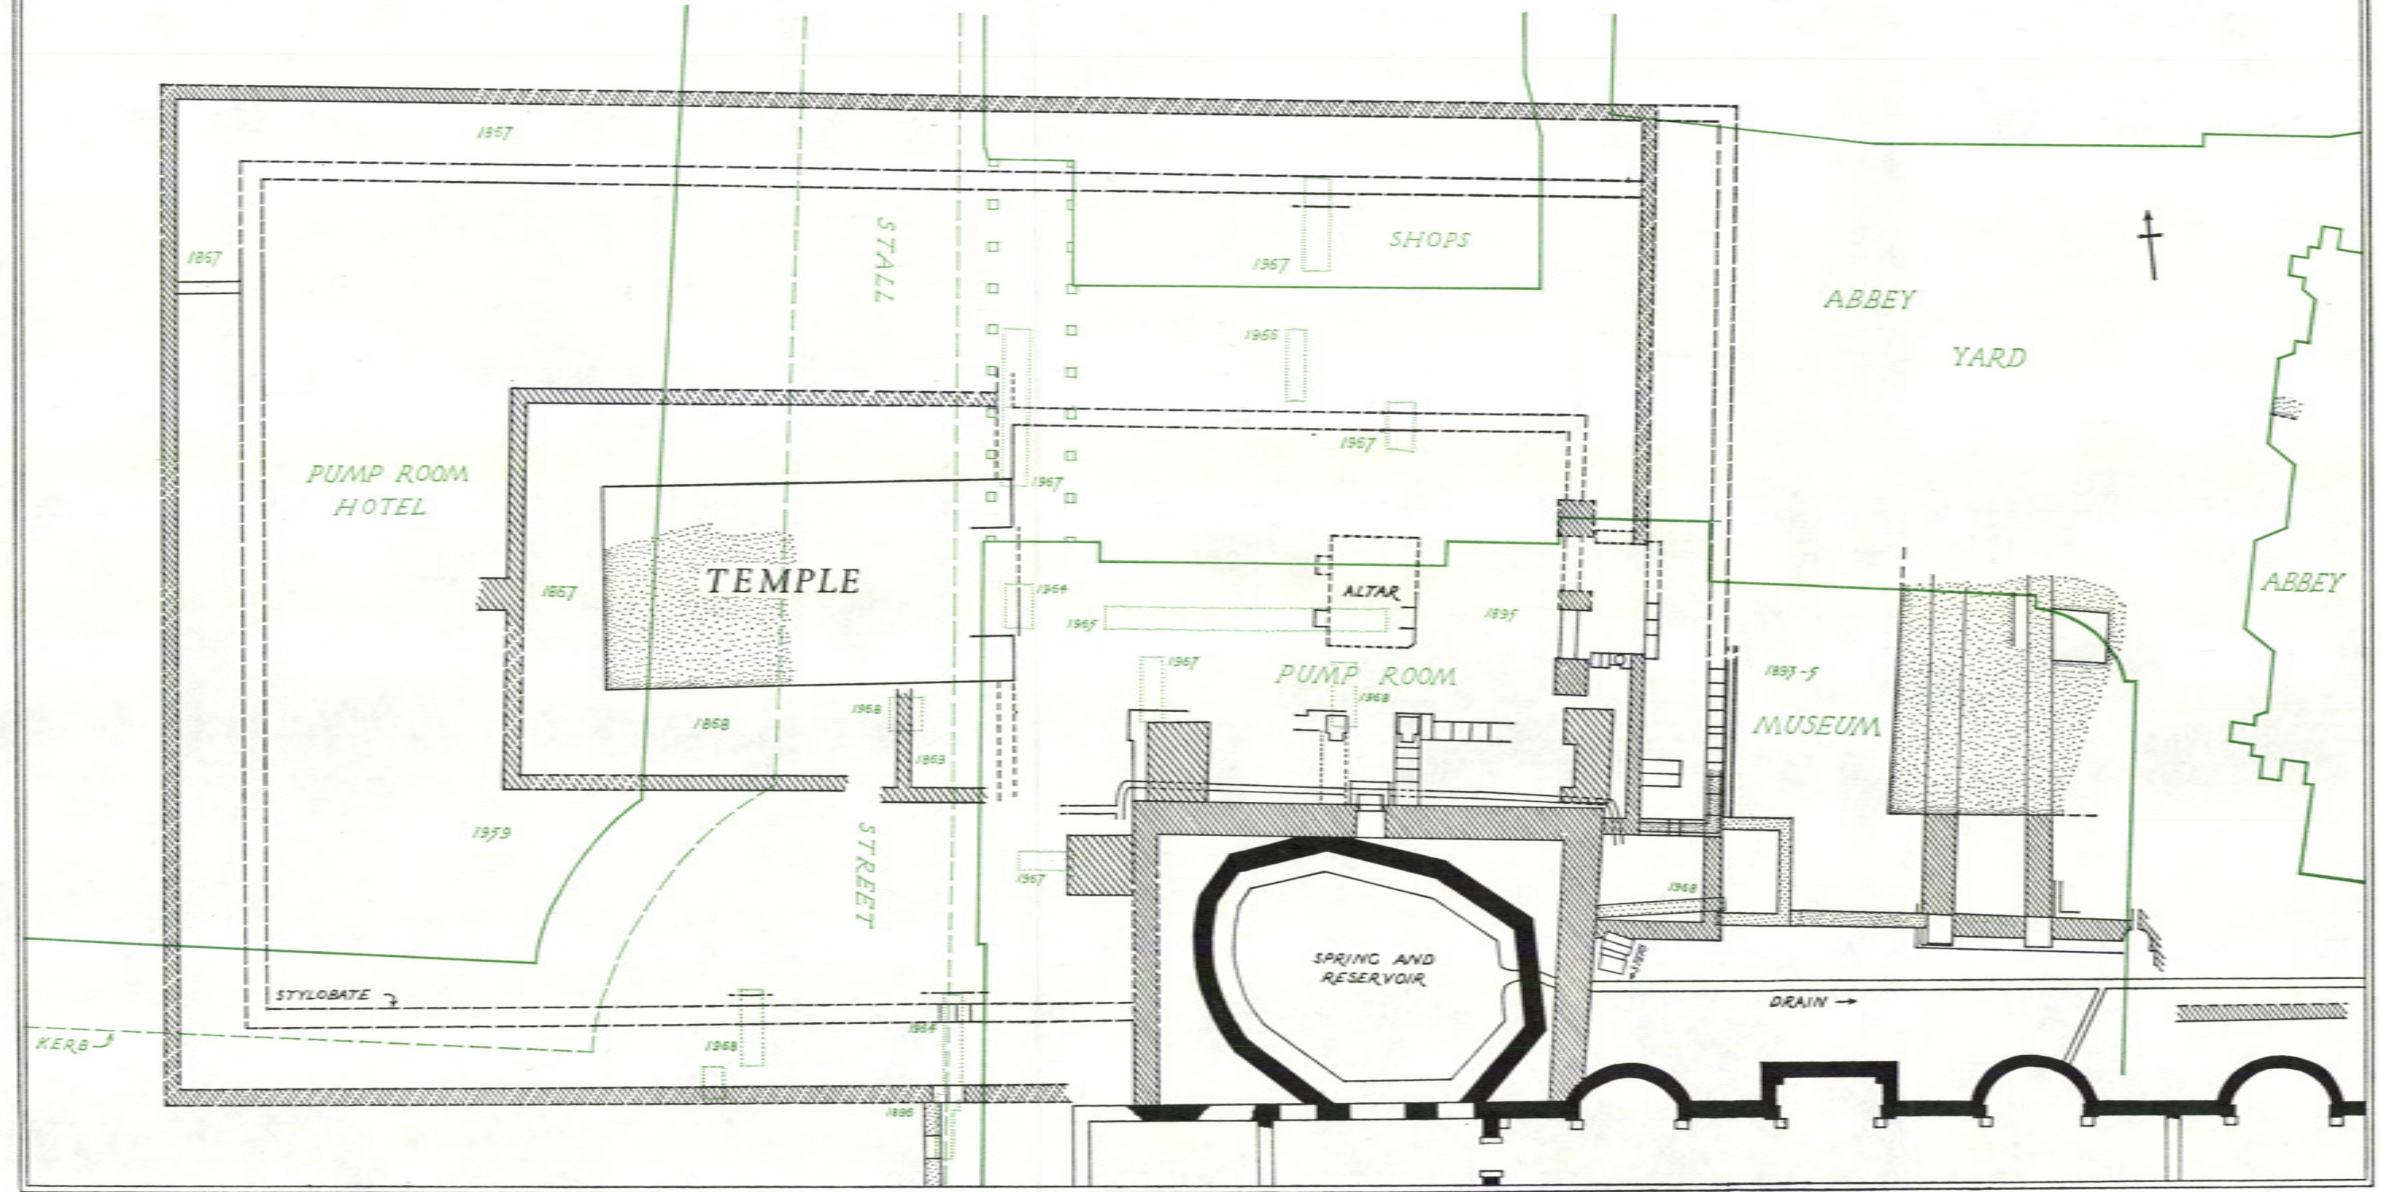 1867
STALL
SHOPS
1867
1967
ABBEY
1966
YARD
1967
PUMP ROOM
HOTEL
1967
TEMPLE
1867
1964
ALTAR
1895
ABBEY
1965
1967
PUMP ROOM
1893-5
1968
1968
1868
MUSEUM
1869
1959
STREET
1967
1968
SPRING AND
RESERVOIR
STEPS
STYLOBATE
DRAIN →
1964
KERB
1968
1896